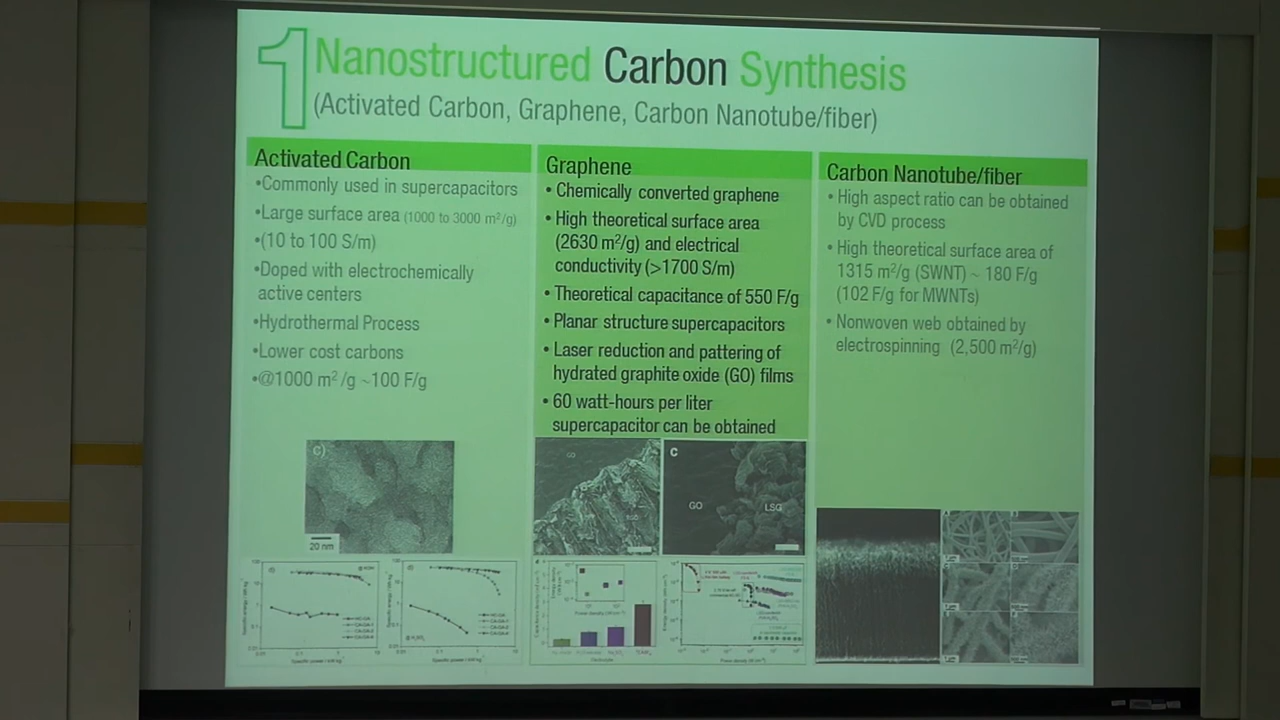 1
Nanostructured Carbon Synthesis
(Activated Carbon, Graphene, Carbon Nanotube/fiber)
Activated Carbon
•Commonly used in supercapacitors
•Large surface area (1000 to 3000 m²/g)
•(10 to 100 S/m)
•Doped with electrochemically
active centers
•Hydrothermal Process
•Lower cost carbons
•@1000 m² /g ~100 F/g
c)
20 nm
Graphene
• Chemically converted graphene
• High theoretical surface area
(2630 m²/g) and electrical
conductivity (>1700 S/m)
• Theoretical capacitance of 550 F/g
• Planar structure supercapacitors
• Laser reduction and pattering of
hydrated graphite oxide (GO) films
• 60 watt-hours per liter
supercapacitor can be obtained
GO
c
GO
LSG
Carbon Nanotube/fiber
• High aspect ratio can be obtained
by CVD process
• High theoretical surface area of
1315 m²/g (SWNT) ~ 180 F/g
(102 F/g for MWNTs)
• Nonwoven web obtained by
electrospinning (2,500 m²/g)